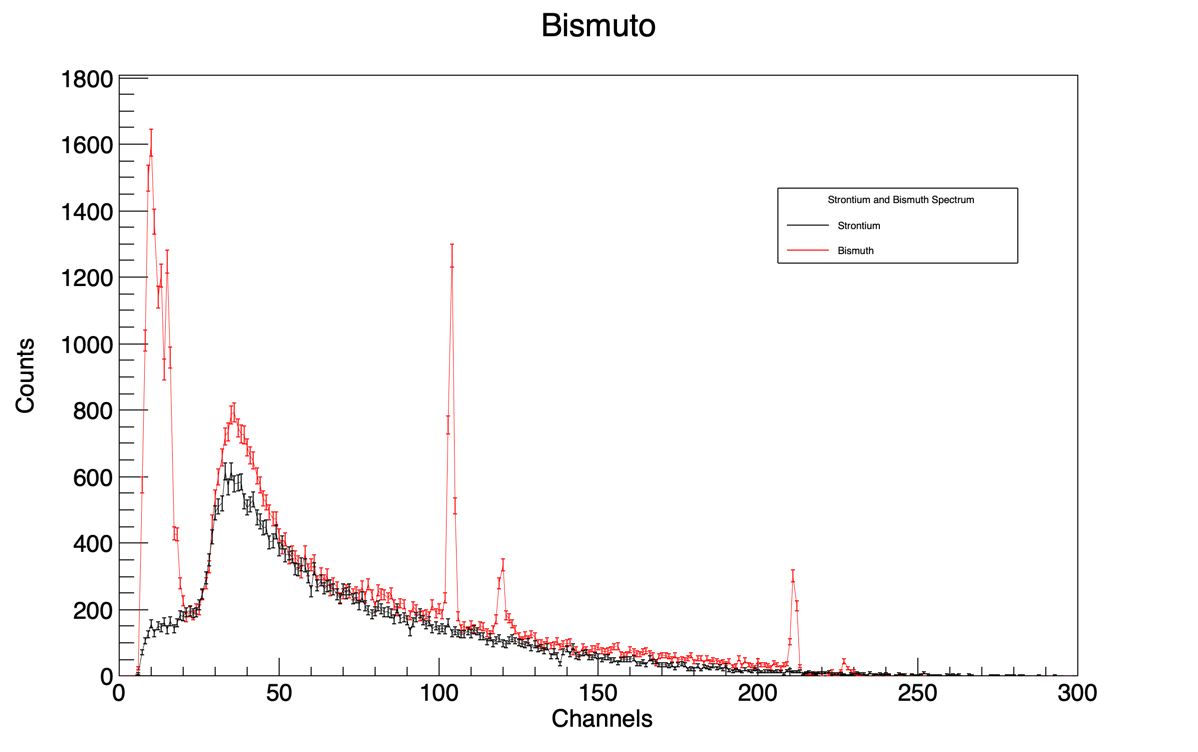 Bismuto
1800
1600
1400
1200
1000
800
600
400
200
0
Counts
Strontium and Bismuth Spectrum
Strontium
Bismuth
0 50 100 150 200 250 300
Channels